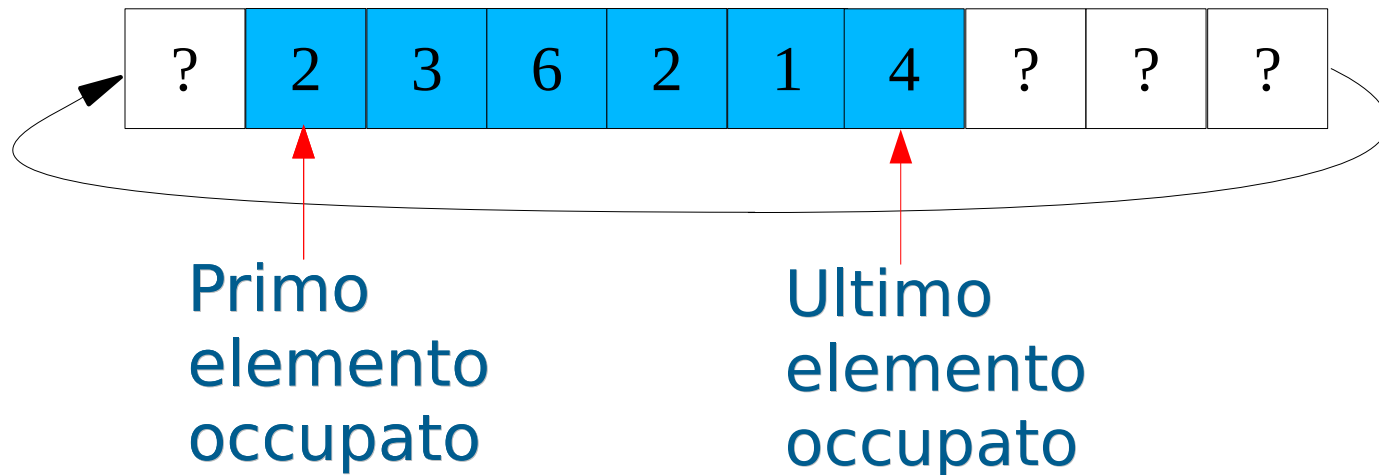 ? 2 3 6 2 1 4 ? ? ?
Primo
elemento
occupato
Ultimo
elemento
occupato